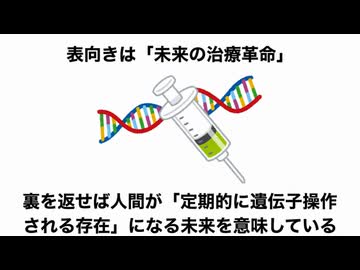 表向きは「未来の治療革命」
裏を返せば人間が「定期的に遺伝子操作
される存在」になる未来を意味している